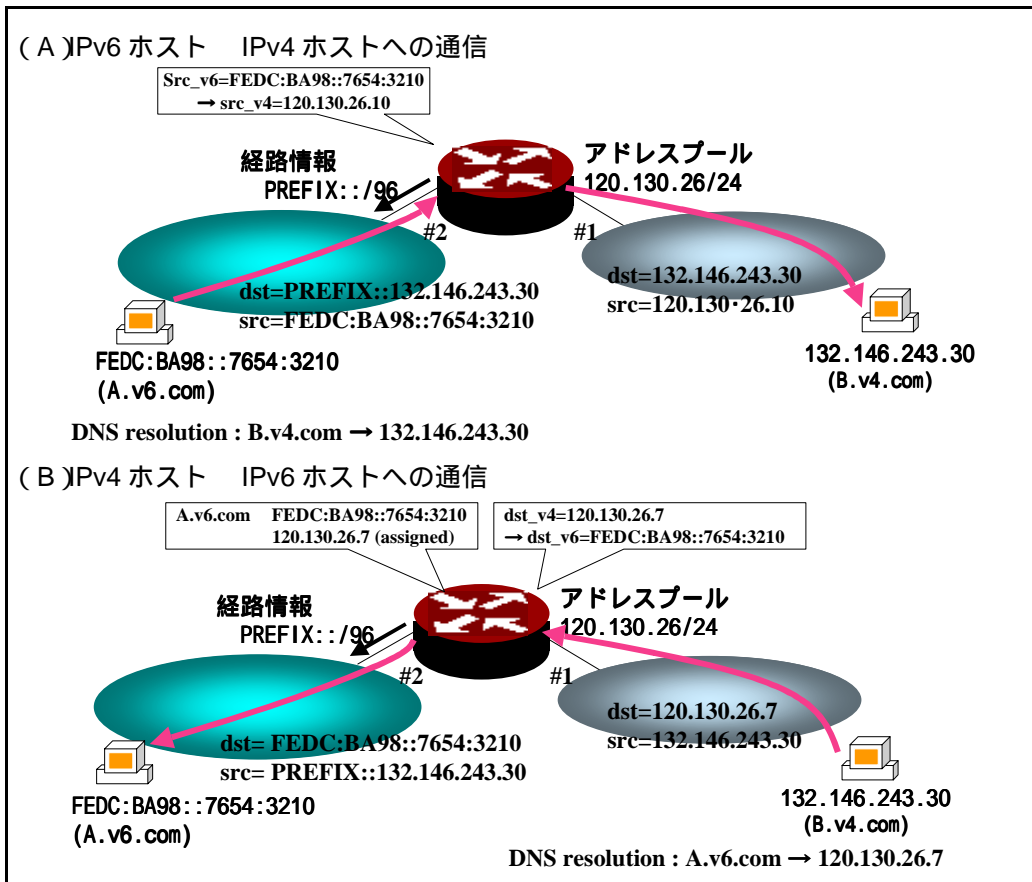 (A)IPv6 ホスト　IPv4 ホストへの通信
Src_v6=FEDC:BA98::7654:3210
→ src_v4=120.130.26.10
経路情報
PREFIX::/96
アドレスプール
120.130.26/24
#2
#1
dst=PREFIX::132.146.243.30
src=FEDC:BA98::7654:3210
dst=132.146.243.30
src=120.130・26.10
FEDC:BA98::7654:3210
(A.v6.com)
132.146.243.30
(B.v4.com)
DNS resolution : B.v4.com → 132.146.243.30
(B)IPv4 ホスト　IPv6 ホストへの通信
A.v6.com FEDC:BA98::7654:3210
120.130.26.7 (assigned)
dst_v4=120.130.26.7
→ dst_v6=FEDC:BA98::7654:3210
経路情報
PREFIX::/96
アドレスプール
120.130.26/24
#2
#1
dst= FEDC:BA98::7654:3210
src= PREFIX::132.146.243.30
dst=120.130.26.7
src=132.146.243.30
FEDC:BA98::7654:3210
(A.v6.com)
132.146.243.30
(B.v4.com)
DNS resolution : A.v6.com → 120.130.26.7